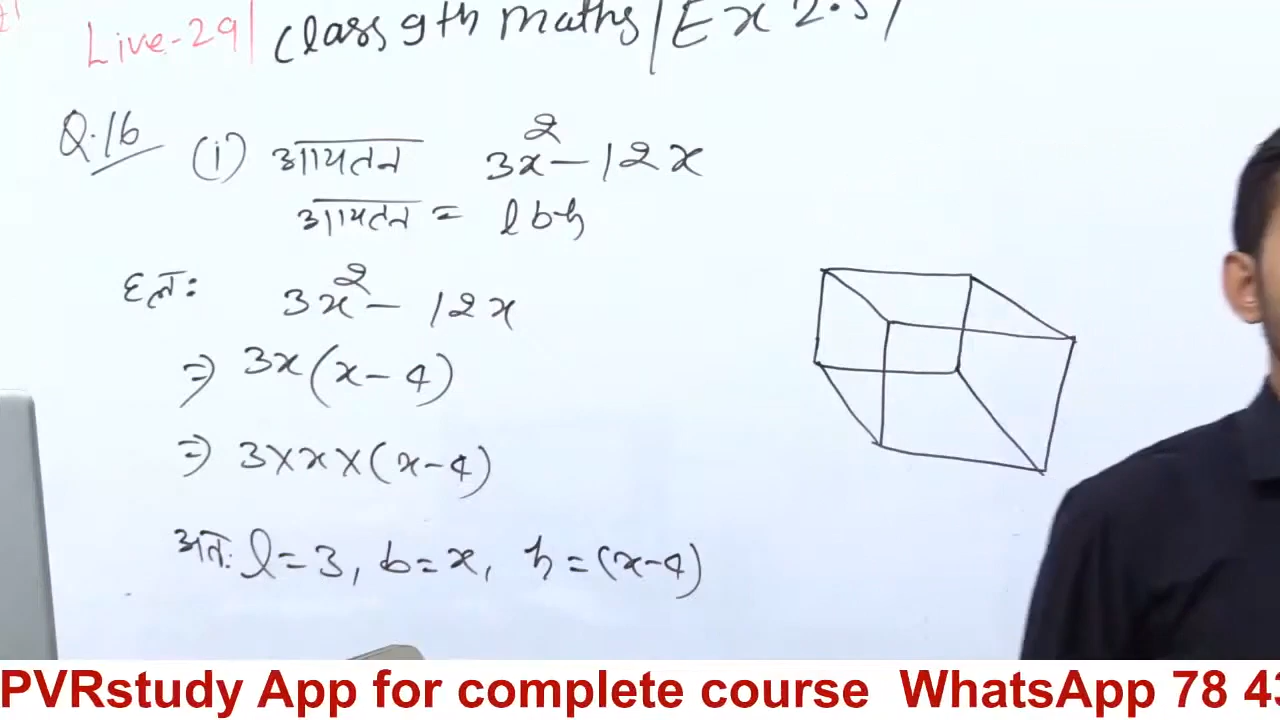 Live-29| Class 9th maths/Ex 2.5/
Q.16 (i) आयतन 3x² - 12x
आयतन = lbh
हलः 3x² - 12x
⇒ 3x(x-4)
⇒ 3×x×(x-4)
अतः l=3, b=x, h=(x-4)
PVRstudy App for complete course WhatsApp 78